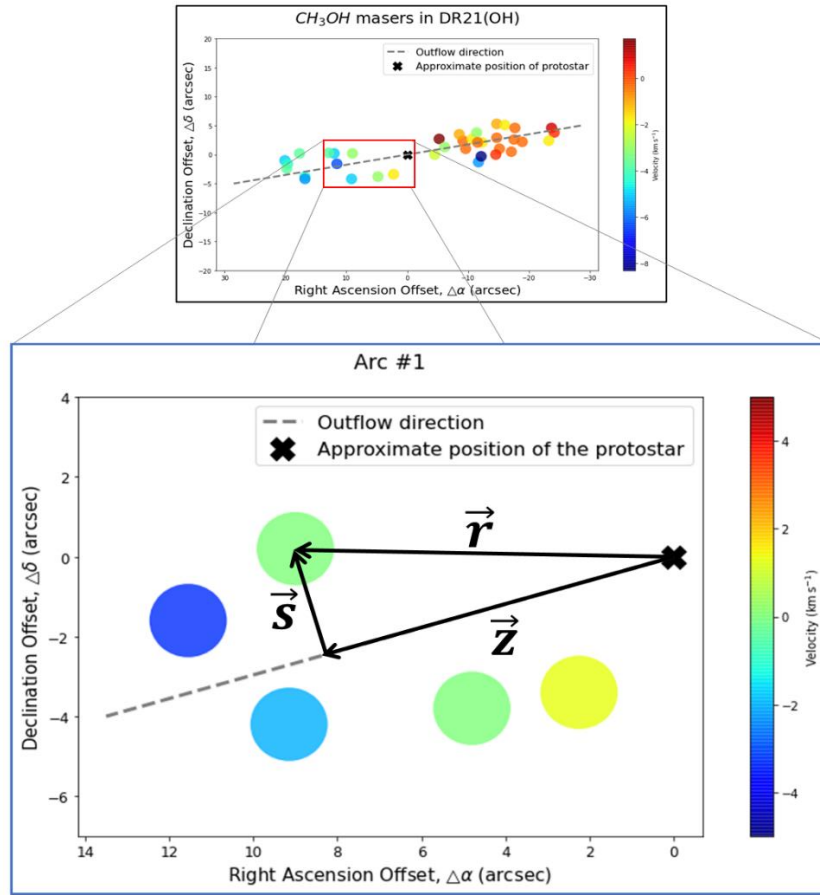 CH₃OH masers in DR21(OH)
Outflow direction
Approximate position of protostar
20
15
10
5
0
-5
-10
-15
-20
Declination Offset, △δ (arcsec)
30
20
10
0
-10
-20
-30
Right Ascension Offset, △α (arcsec)
0
-2
-4
-6
-8
Velocity (km s⁻¹)
Arc #1
Outflow direction
Approximate position of the protostar
4
2
0
-2
-4
-6
Declination Offset, △δ (arcsec)
r
s
z
14
12
10
8
6
4
2
0
Right Ascension Offset, △α (arcsec)
4
2
0
-2
-4
Velocity (km s⁻¹)